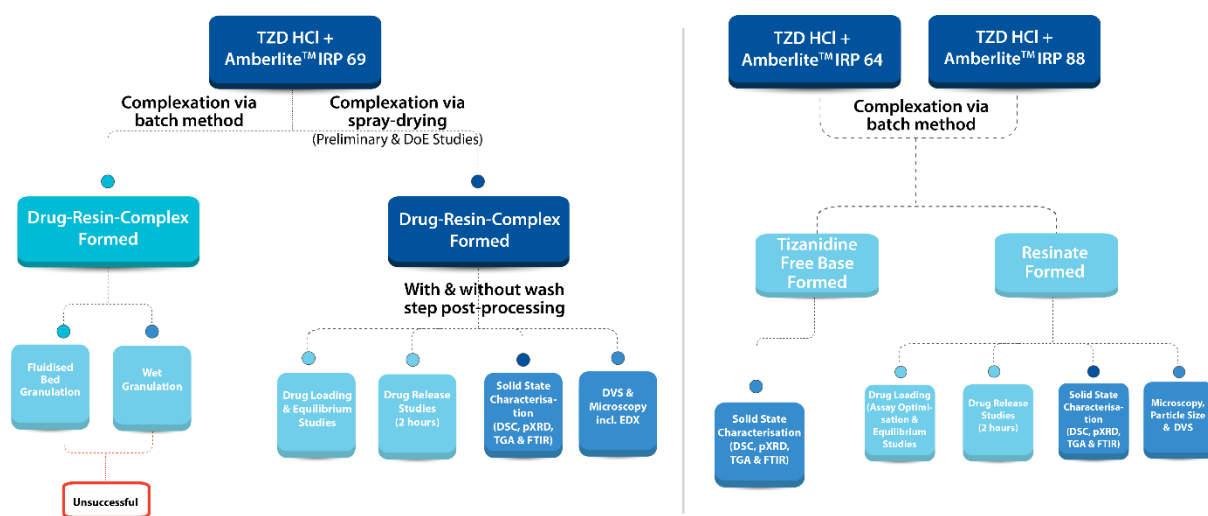 TZD HCl +
Amberlite™ IRP 69
Complexation via
batch method
Complexation via
spray-drying
(Preliminary & DoE Studies)
Drug-Resin-Complex
Formed
Drug-Resin-Complex
Formed
With & without wash
step post-processing
Fluidised
Bed
Granulation
Wet
Granulation
Unsuccessful
Drug Loading
& Equilibrium
Studies
Drug Release
Studies
(2 hours)
Solid State
Characterisa-
tion
(DSC, pXRD,
TGA & FTIR)
DVS &
Microscopy
incl. EDX
TZD HCl +
Amberlite™ IRP 64
TZD HCl +
Amberlite™ IRP 88
Complexation via
batch method
Tizanidine
Free Base
Formed
Resinate
Formed
Solid State
Characterisation
(DSC, pXRD,
TGA & FTIR)
Drug Loading
(Assay Optimi-
sation &
Equilibrium
Studies
Drug Release
Studies
(2 hours)
Solid State
Characterisa-
tion
(DSC, pXRD,
TGA & FTIR)
Microscopy,
Particle Size
& DVS